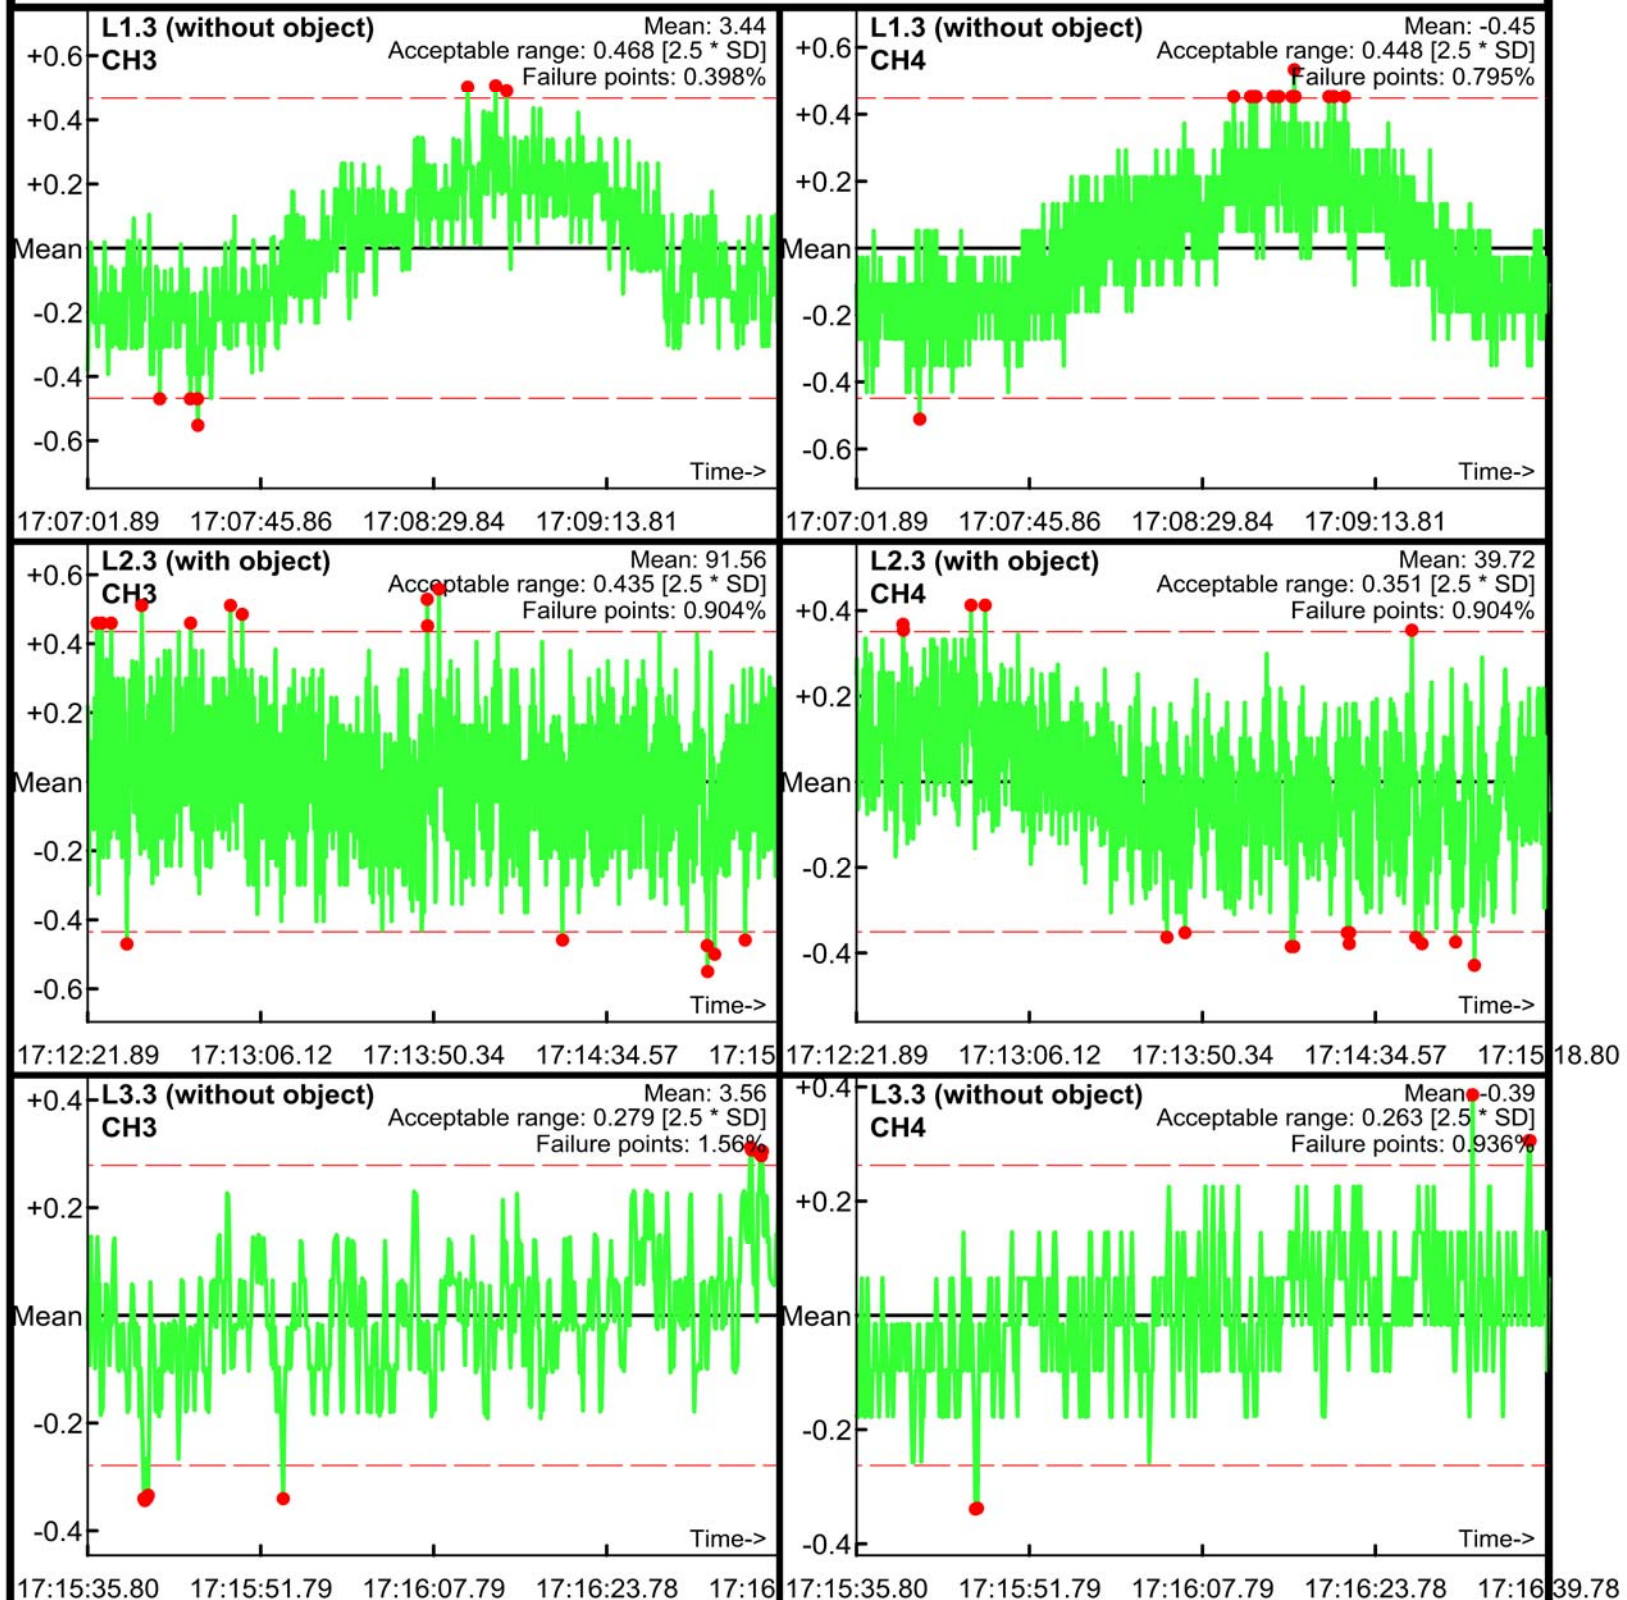 L1.3 (without object)
CH3
Mean: 3.44
Acceptable range: 0.468 [2.5 * SD]
Failure points: 0.398%
+0.6
+0.4
+0.2
Mean
-0.2
-0.4
-0.6
Time->
17:07:01.89 17:07:45.86 17:08:29.84 17:09:13.81
L1.3 (without object)
CH4
Mean: -0.45
Acceptable range: 0.448 [2.5 * SD]
Failure points: 0.795%
+0.6
+0.4
+0.2
Mean
-0.2
-0.4
-0.6
Time->
17:07:01.89 17:07:45.86 17:08:29.84 17:09:13.81
L2.3 (with object)
CH3
Mean: 91.56
Acceptable range: 0.435 [2.5 * SD]
Failure points: 0.904%
+0.6
+0.4
+0.2
Mean
-0.2
-0.4
-0.6
Time->
17:12:21.89 17:13:06.12 17:13:50.34 17:14:34.57 17:15
L2.3 (with object)
CH4
Mean: 39.72
Acceptable range: 0.351 [2.5 * SD]
Failure points: 0.904%
+0.4
+0.2
Mean
-0.2
-0.4
Time->
17:12:21.89 17:13:06.12 17:13:50.34 17:14:34.57 17:15:18.80
L3.3 (without object)
CH3
Mean: 3.56
Acceptable range: 0.279 [2.5 * SD]
Failure points: 1.56%
+0.4
+0.2
Mean
-0.2
-0.4
Time->
17:15:35.80 17:15:51.79 17:16:07.79 17:16:23.78 17:16
L3.3 (without object)
CH4
Mean: -0.39
Acceptable range: 0.263 [2.5 * SD]
Failure points: 0.936%
+0.4
+0.2
Mean
-0.2
-0.4
Time->
17:15:35.80 17:15:51.79 17:16:07.79 17:16:23.78 17:16:39.78